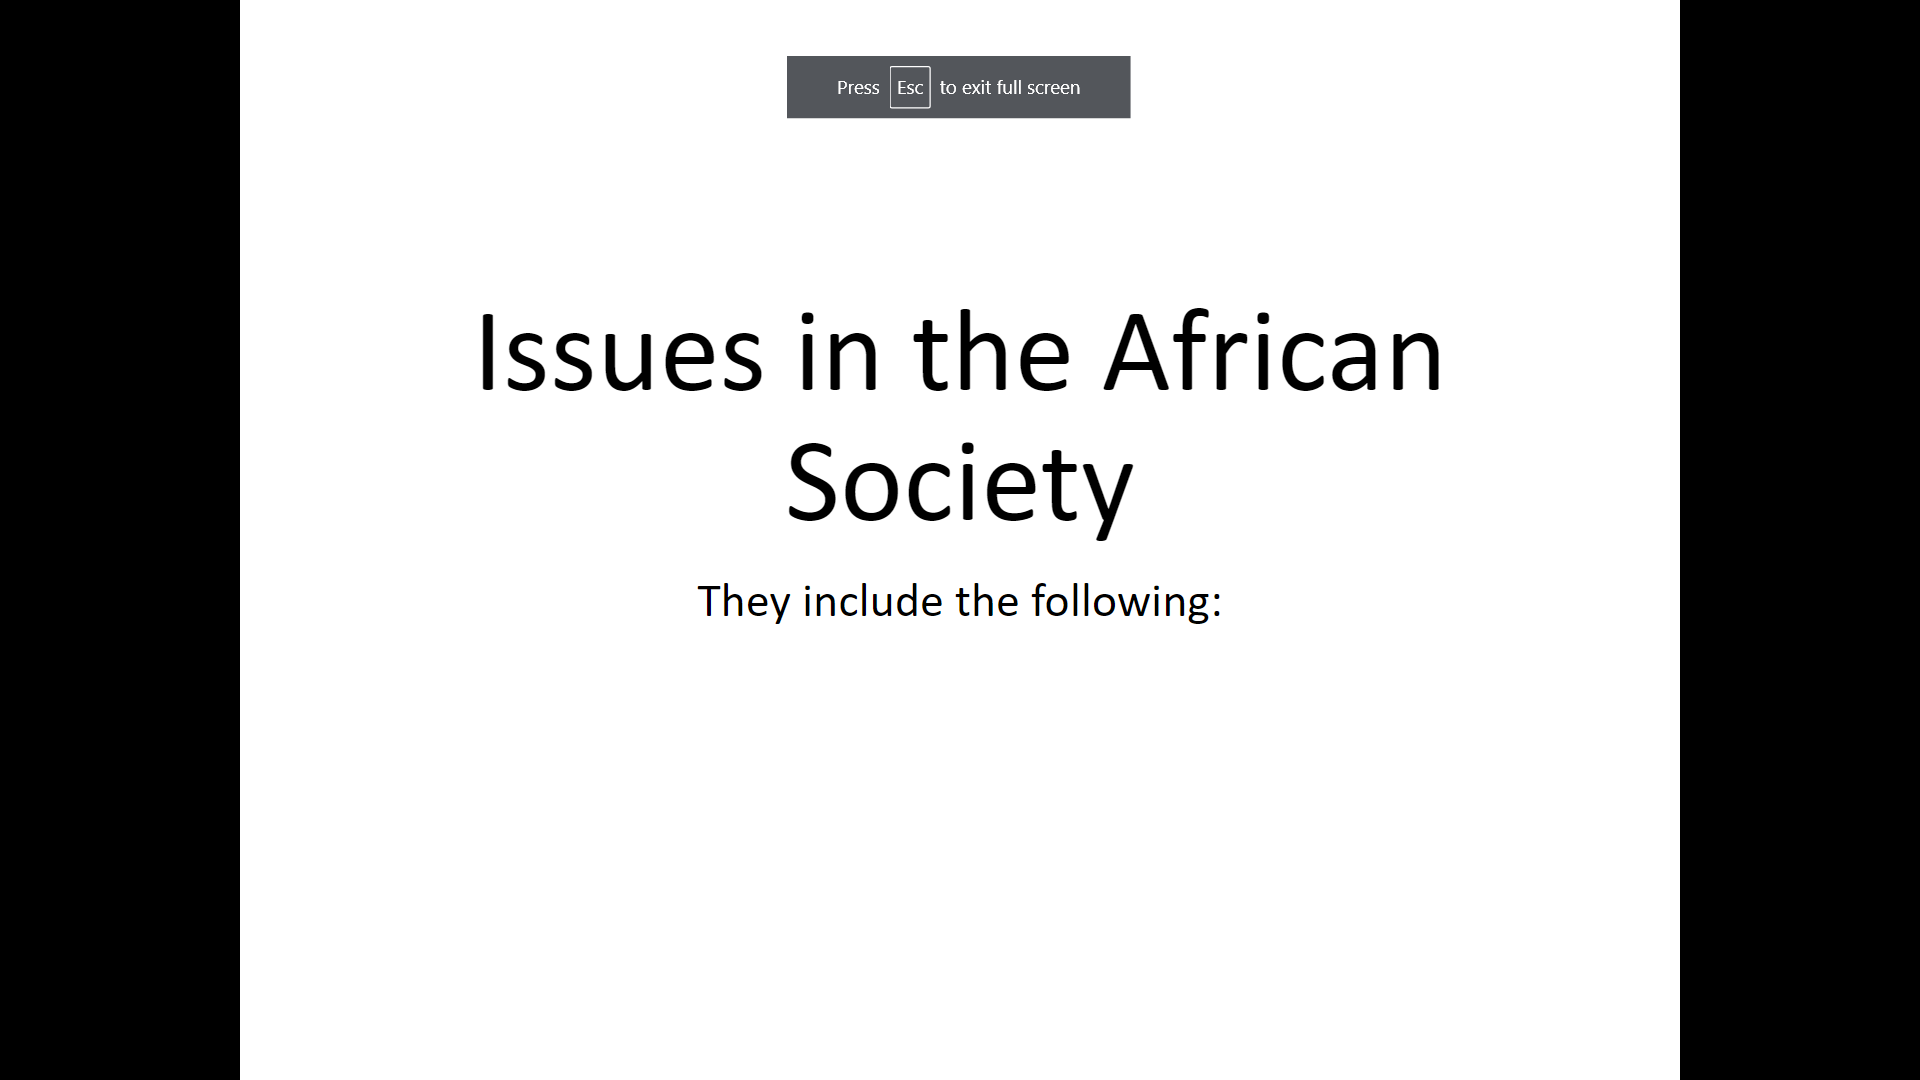 Press Esc to exit full screen
Issues in the African
Society
They include the following: